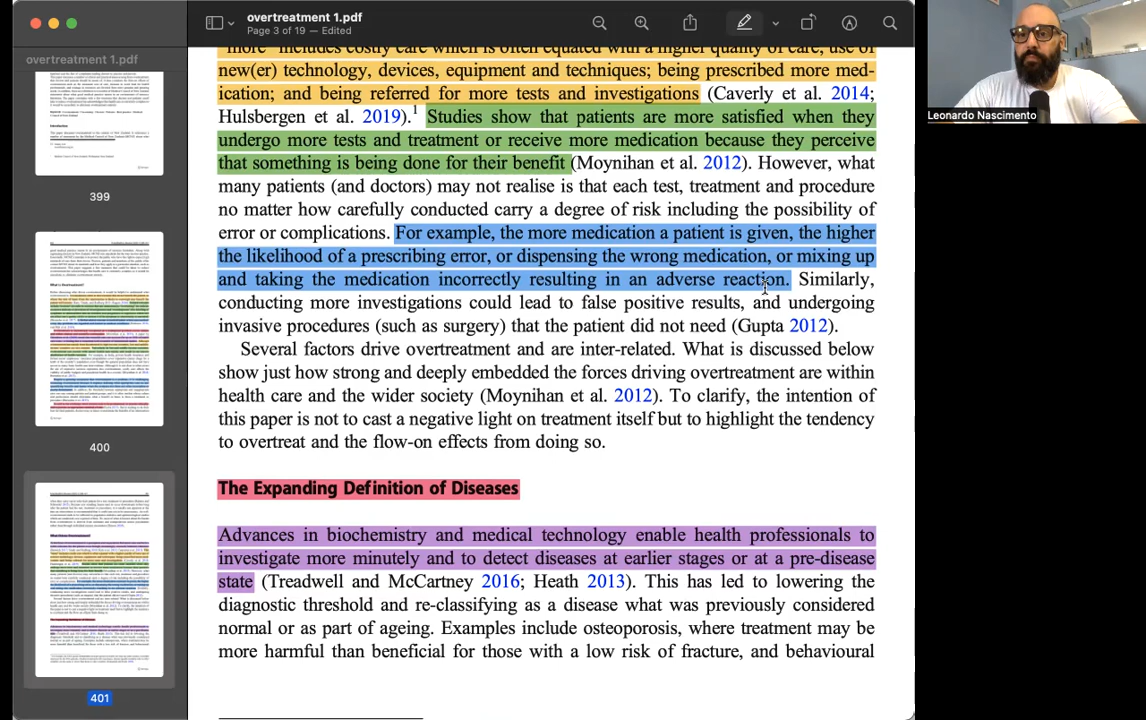 overtreatment 1.pdf
Page 3 of 19 — Edited
overtreatment 1.pdf
399
400
401
Leonardo Nascimento
"more" includes costly care which is often equated with a higher quality of care, use of
new(er) technology, devices, equipment and techniques; being prescribed more med-
ication; and being referred for more tests and investigations (Caverly et al. 2014;
Hulsbergen et al. 2019).1 Studies show that patients are more satisfied when they
undergo more tests and treatment or receive more medication because they perceive
that something is being done for their benefit (Moynihan et al. 2012). However, what
many patients (and doctors) may not realise is that each test, treatment and procedure
no matter how carefully conducted carry a degree of risk including the possibility of
error or complications. For example, the more medication a patient is given, the higher
the likelihood of a prescribing error, or dispensing the wrong medication, or mixing up
and taking the medication incorrectly resulting in an adverse reaction. Similarly,
conducting more investigations could lead to false positive results, and undergoing
invasive procedures (such as surgery) that the patient did not need (Gupta 2012).
Several factors drive overtreatment and are inter-related. What is discussed below
show just how strong and deeply embedded the forces driving overtreatment are within
health care and the wider society (Moynihan et al. 2012). To clarify, the intention of
this paper is not to cast a negative light on treatment itself but to highlight the tendency
to overtreat and the flow-on effects from doing so.
The Expanding Definition of Diseases
Advances in biochemistry and medical technology enable health professionals to
investigate more minutely and to detect diseases at earlier stages or as a pre-disease
state (Treadwell and McCartney 2016; Heath 2013). This has led to lowering the
diagnostic threshold and re-classifying as a disease what was previously considered
normal or as part of ageing. Examples include osteoporosis, where treatment may be
more harmful than beneficial for those with a low risk of fracture, and behavioural